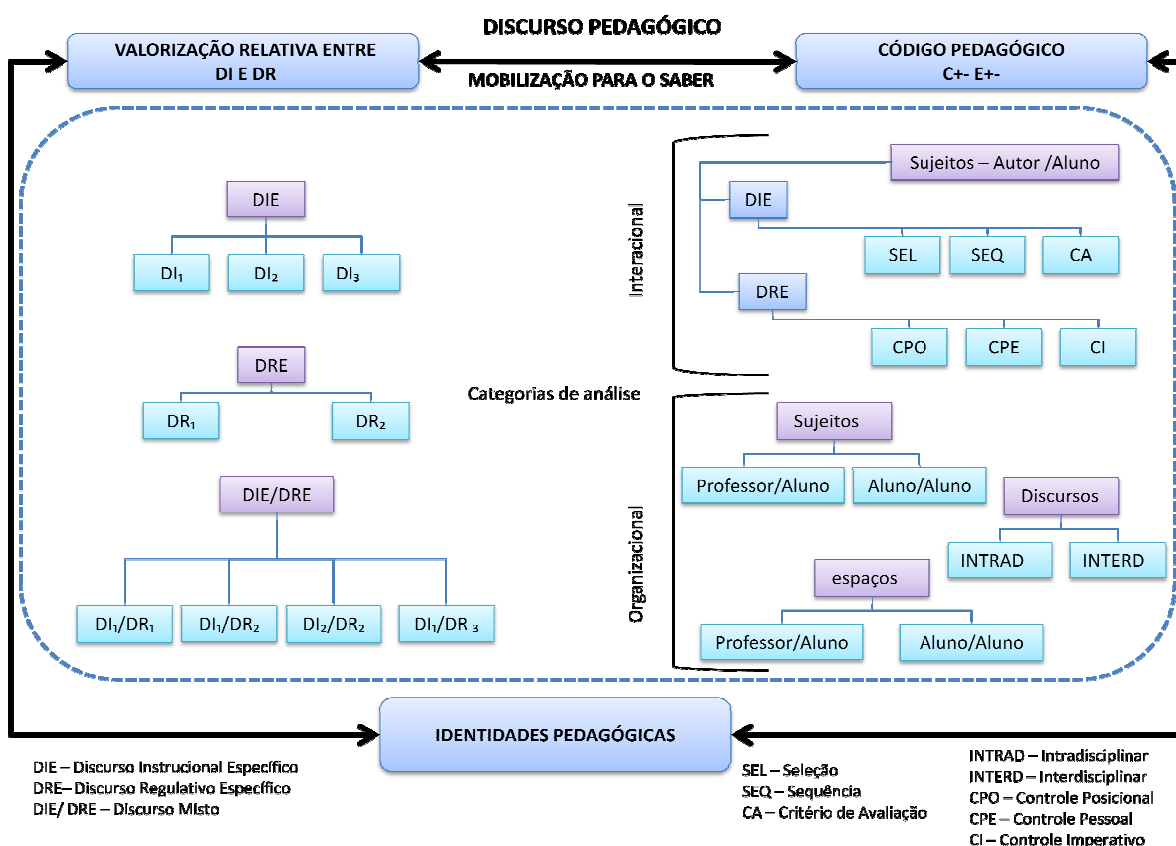 DISCURSO PEDAGÓGICO
VALORIZAÇÃO RELATIVA ENTRE
DI E DR
MOBILIZAÇÃO PARA O SABER
CÓDIGO PEDAGÓGICO
C+- E+-
DIE
DI₁
DI₂
DI₃
DRE
DR₁
DR₂
DIE/DRE
DI₁/DR₁
DI₁/DR₂
DI₂/DR₂
DI₁/DR ₃
Categorias de análise
Interacional
Sujeitos – Autor /Aluno
DIE
SEL
SEQ
CA
DRE
CPO
CPE
CI
Organizacional
Sujeitos
Professor/Aluno
Aluno/Aluno
Discursos
INTRAD
INTERD
espaços
Professor/Aluno
Aluno/Aluno
IDENTIDADES PEDAGÓGICAS
DIE – Discurso Instrucional Específico
DRE– Discurso Regulativo Específico
DIE/ DRE – Discurso Misto
SEL – Seleção
SEQ – Sequência
CA – Critério de Avaliação
INTRAD – Intradisciplinar
INTERD – Interdisciplinar
CPO – Controle Posicional
CPE – Controle Pessoal
CI – Controle Imperativo